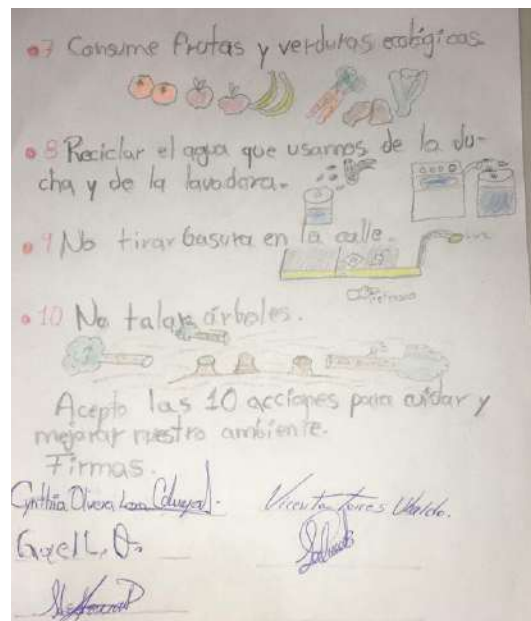 7 Consume frutas y verduras ecológicas.
8 Reciclar el agua que usamos de la du-
cha y de la lavadora.
9 No tirar basura en la calle.
10 No talar árboles.
Acepto las 10 acciones para cuidar y
mejorar nuestro ambiente.
Firmas.
Cynthia Olvera
Vicente Torres
Gael L. O.